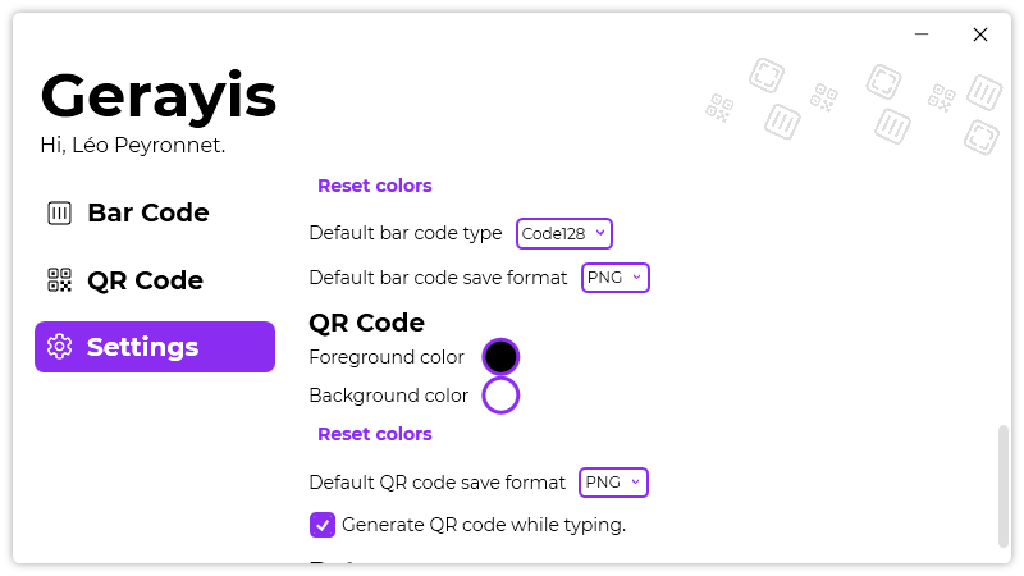 Gerayis
Hi, Léo Peyronnet.
Bar Code
QR Code
Settings
Reset colors
Default bar code type Code128
Default bar code save format PNG
QR Code
Foreground color
Background color
Reset colors
Default QR code save format PNG
Generate QR code while typing.